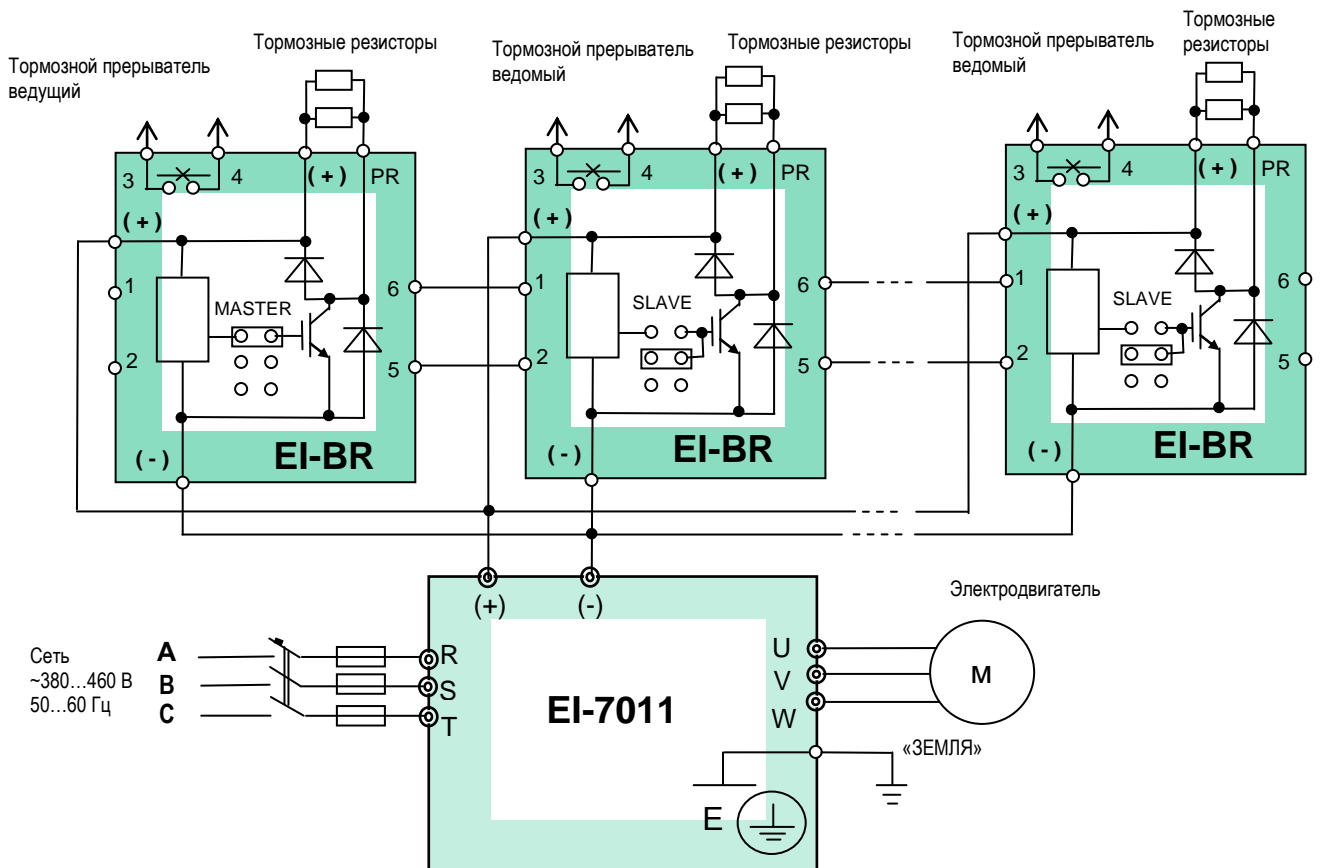 Тормозной прерыватель
ведущий
Тормозные резисторы
Тормозной прерыватель
ведомый
Тормозные резисторы
Тормозной прерыватель
ведомый
Тормозные
резисторы
3
4
(+)
PR
(+)
1
2
MASTER
6
5
(-)
EI-BR
3
4
(+)
PR
(+)
1
2
SLAVE
6
5
(-)
EI-BR
3
4
(+)
PR
(+)
1
2
SLAVE
6
5
(-)
EI-BR
(+)
(-)
Сеть
~380...460 В
50...60 Гц
A
B
C
R
S
T
EI-7011
U
V
W
E
Электродвигатель
М
«ЗЕМЛЯ»